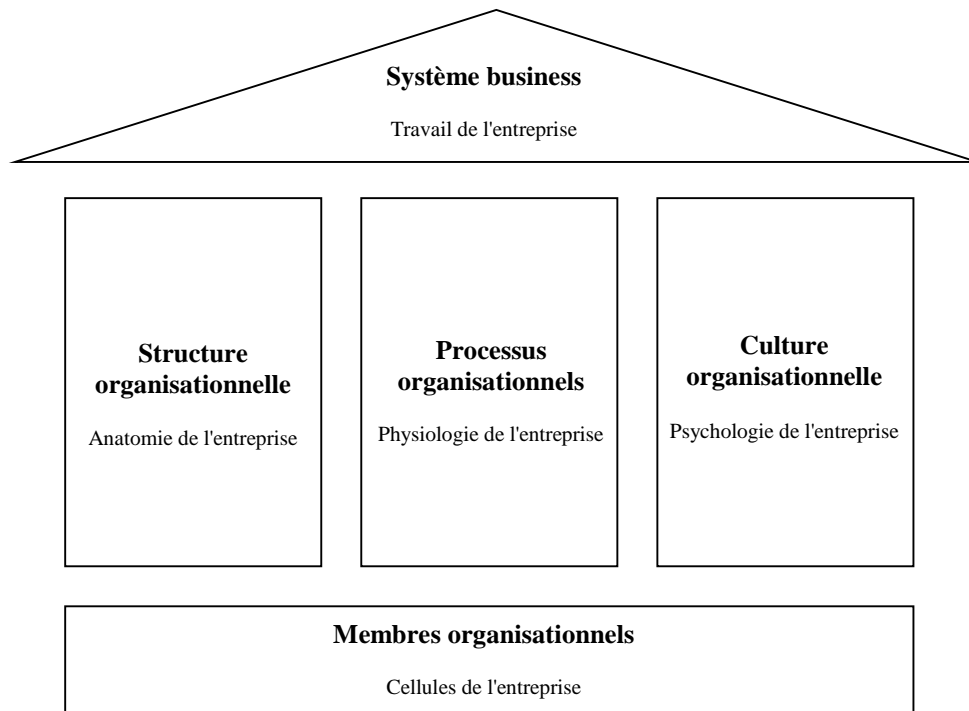 Système business
Travail de l'entreprise
Structure
organisationnelle
Anatomie de l'entreprise
Processus
organisationnels
Physiologie de l'entreprise
Culture
organisationnelle
Psychologie de l'entreprise
Membres organisationnels
Cellules de l'entreprise